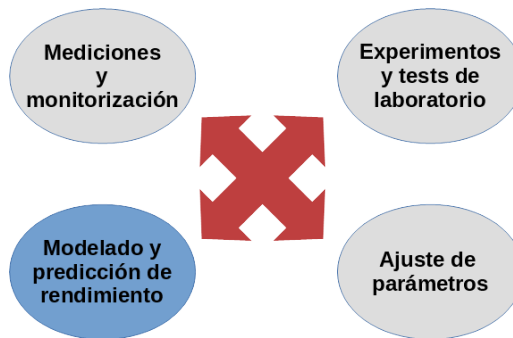 Mediciones
y
monitorización
Experimentos
y tests de
laboratorio
Modelado y
predicción de
rendimiento
Ajuste de
parámetros